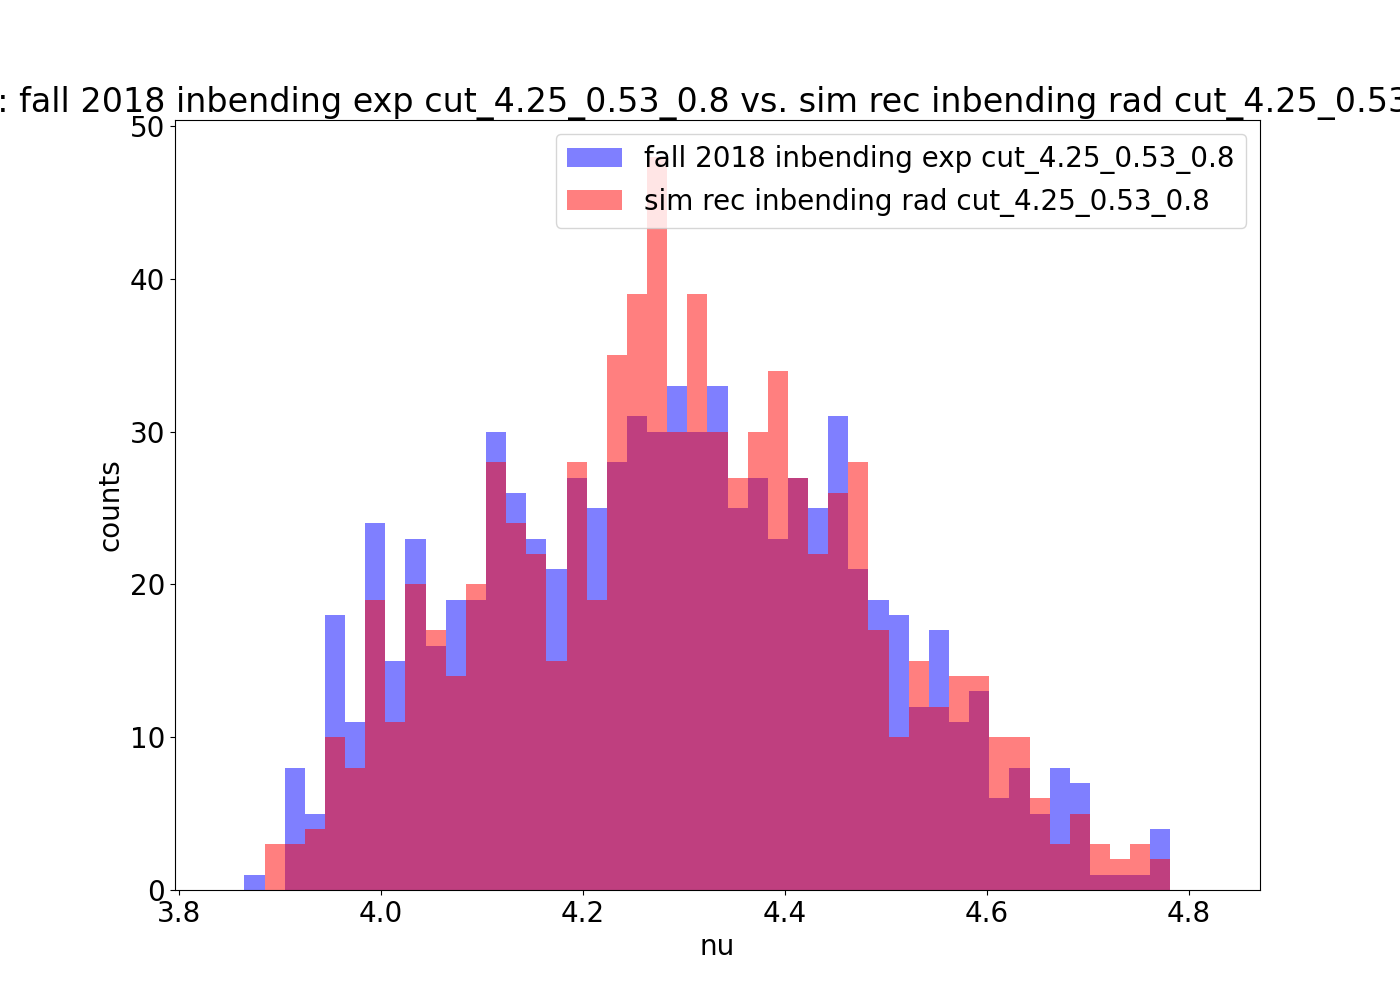 : fall 2018 inbending exp cut_4.25_0.53_0.8 vs. sim rec inbending rad cut_4.25_0.53
fall 2018 inbending exp cut_4.25_0.53_0.8
sim rec inbending rad cut_4.25_0.53_0.8
50
40
30
20
10
0
counts
3.8 4.0 4.2 4.4 4.6 4.8
nu